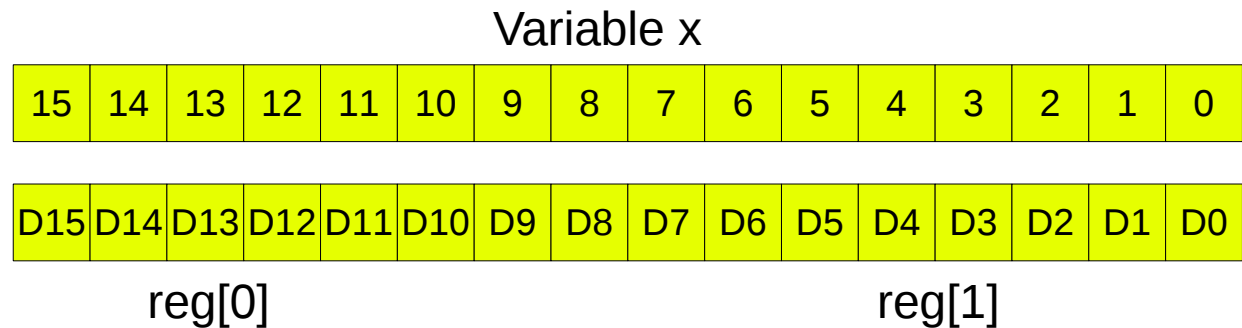 Variable x
15 14 13 12 11 10 9 8 7 6 5 4 3 2 1 0
D15 D14 D13 D12 D11 D10 D9 D8 D7 D6 D5 D4 D3 D2 D1 D0
reg[0] reg[1]